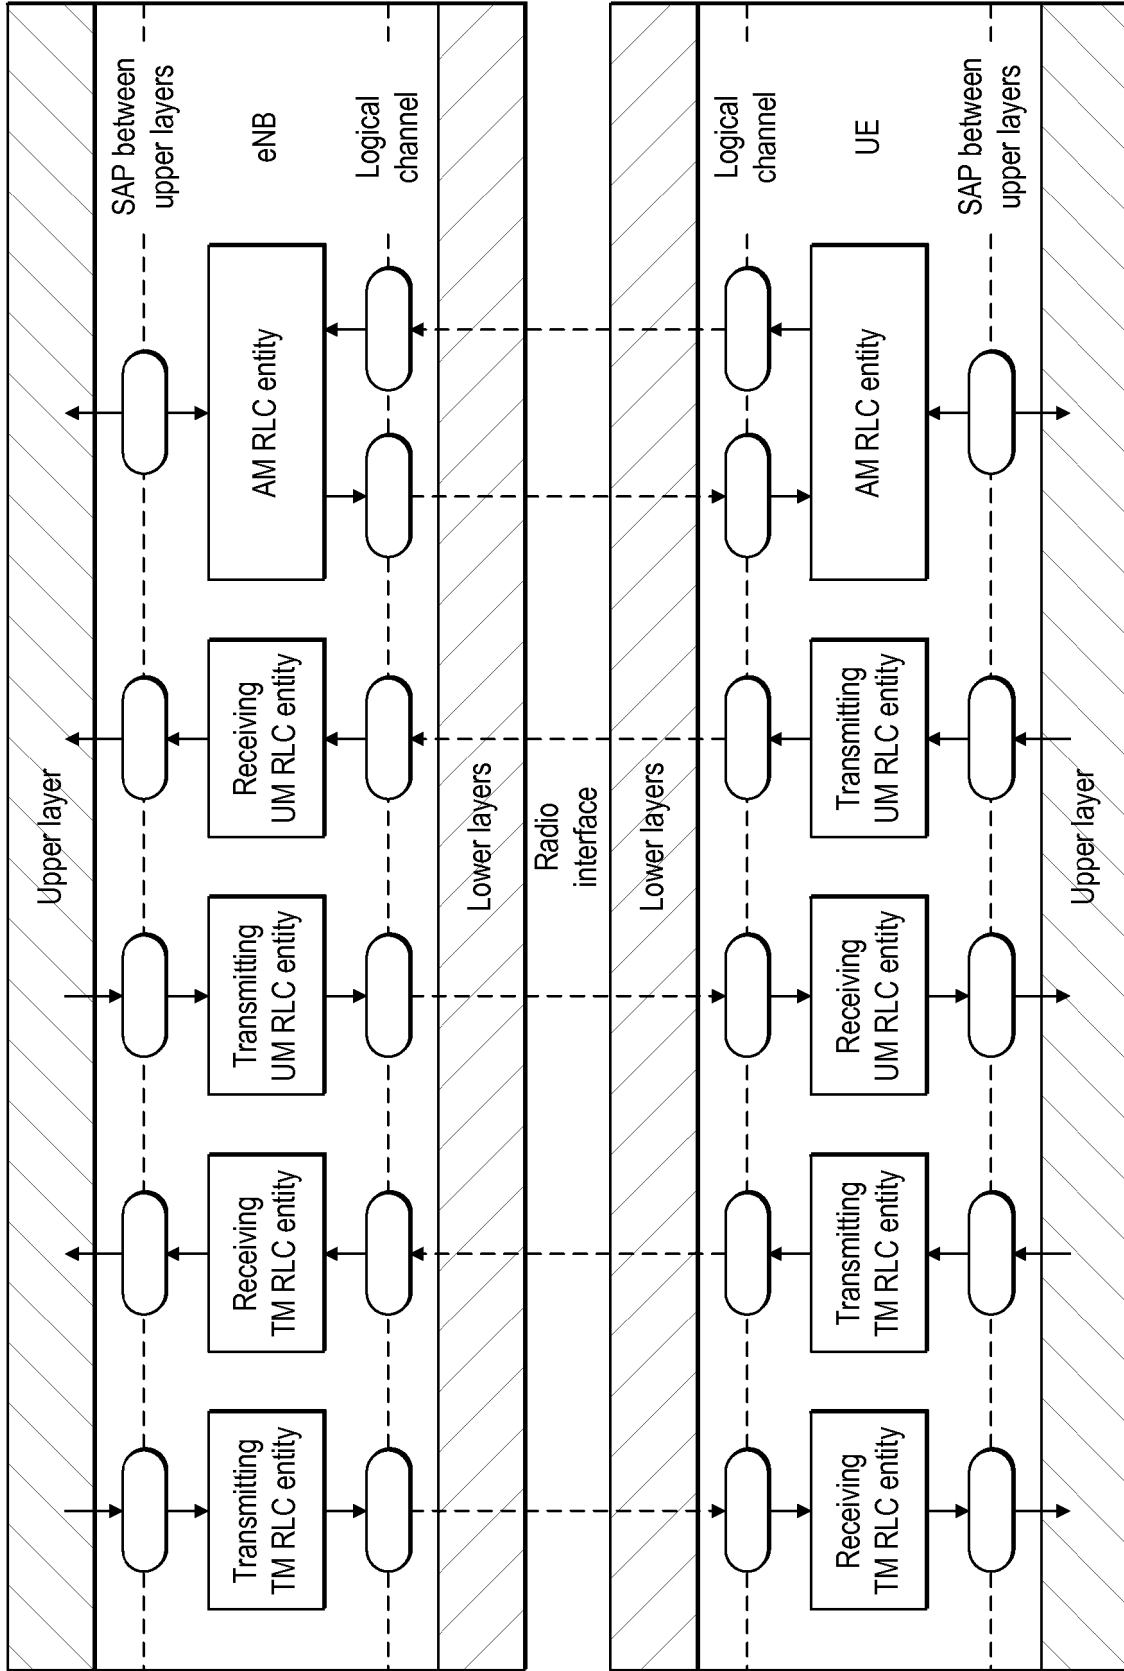 Upper layer
SAP between
upper layers
eNB
Transmitting
TM RLC entity
Receiving
TM RLC entity
Transmitting
UM RLC entity
Receiving
UM RLC entity
AM RLC entity
Logical
channel
Lower layers
Radio
interface
Lower layers
Logical
channel
UE
Receiving
TM RLC entity
Transmitting
TM RLC entity
Receiving
UM RLC entity
Transmitting
UM RLC entity
AM RLC entity
SAP between
upper layers
Upper layer